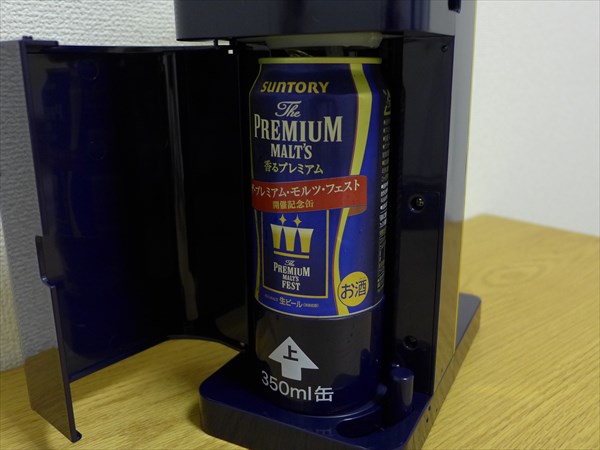 SUNTORY
The
PREMIUM
MALT'S
香るプレミアム
ザ・プレミアム・モルツ・フェスト
開催記念缶
The
PREMIUM
MALT'S
FEST
お酒
生ビール
上
350ml缶